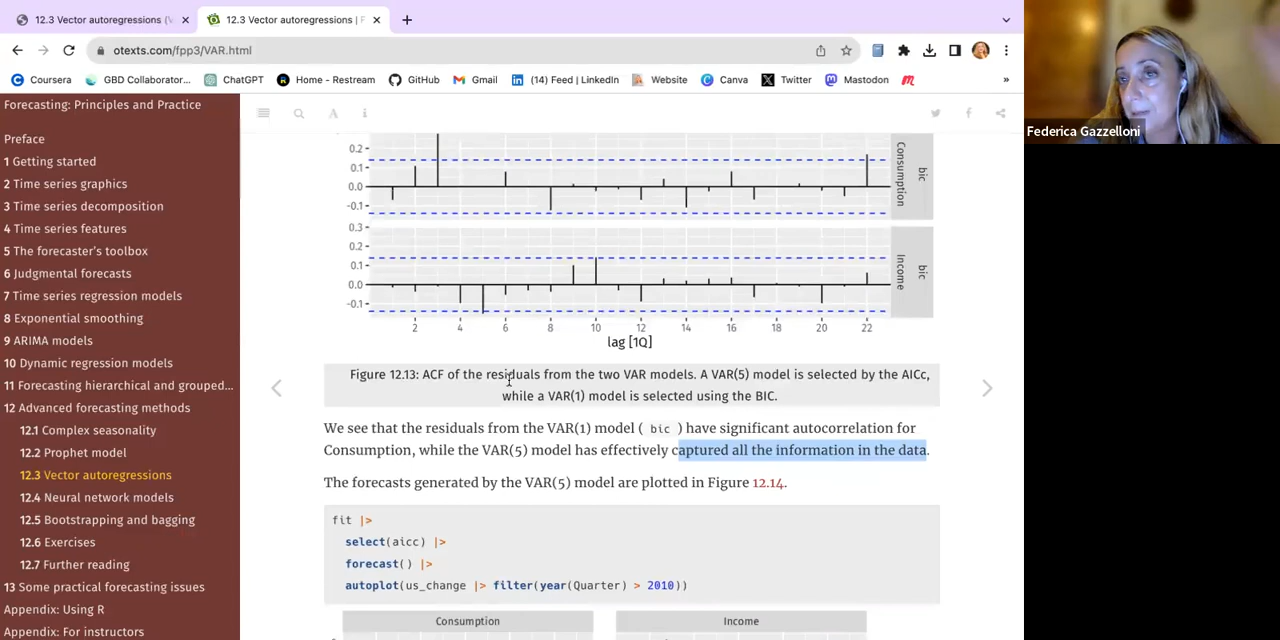 12.3 Vector autoregressions (
12.3 Vector autoregressions | F
otexts.com/fpp3/VAR.html
Coursera
GBD Collaborator...
ChatGPT
Home - Restream
GitHub
Gmail
(14) Feed | LinkedIn
Website
Canva
Twitter
Mastodon
»
Federica Gazzelloni
Forecasting: Principles and Practice
Preface
1 Getting started
2 Time series graphics
3 Time series decomposition
4 Time series features
5 The forecaster's toolbox
6 Judgmental forecasts
7 Time series regression models
8 Exponential smoothing
9 ARIMA models
10 Dynamic regression models
11 Forecasting hierarchical and grouped...
12 Advanced forecasting methods
12.1 Complex seasonality
12.2 Prophet model
12.3 Vector autoregressions
12.4 Neural network models
12.5 Bootstrapping and bagging
12.6 Exercises
12.7 Further reading
13 Some practical forecasting issues
Appendix: Using R
Appendix: For instructors
0.2
0.1
0.0
-0.1
Consumption
bic
0.3
0.2
0.1
0.0
-0.1
Income
bic
2 4 6 8 10 12 14 16 18 20 22
lag [1Q]
Figure 12.13: ACF of the residuals from the two VAR models. A VAR(5) model is selected by the AICc,
while a VAR(1) model is selected using the BIC.
We see that the residuals from the VAR(1) model ( bic ) have significant autocorrelation for
Consumption, while the VAR(5) model has effectively captured all the information in the data.
The forecasts generated by the VAR(5) model are plotted in Figure 12.14.
fit |>
select(aicc) |>
forecast() |>
autoplot(us_change |> filter(year(Quarter) > 2010))
Consumption
Income